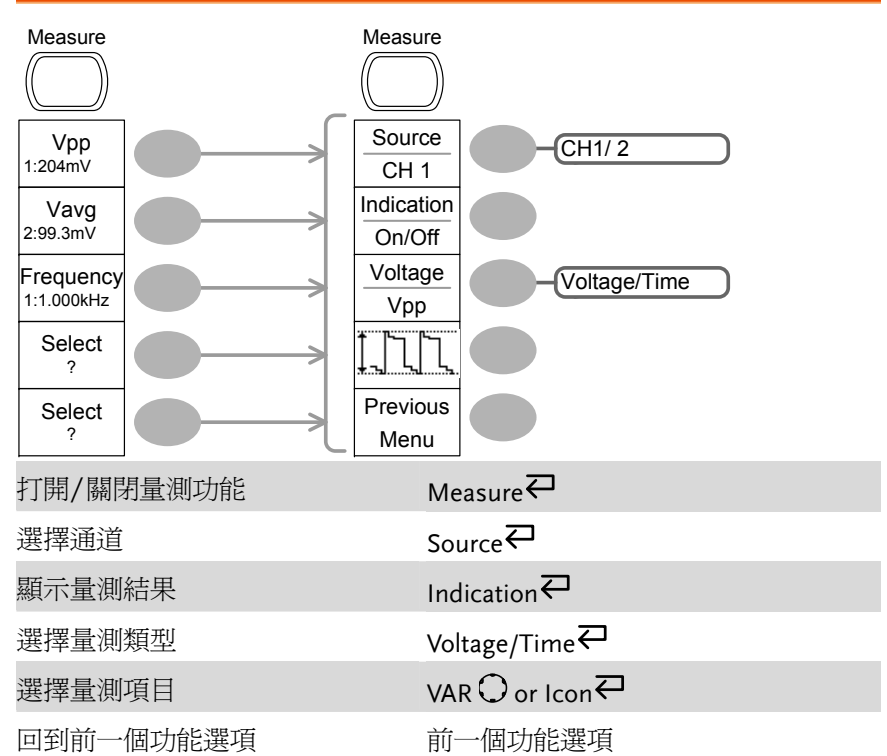 Measure
Vpp
1:204mV
Vavg
2:99.3mV
Frequency
1:1.000kHz
Select
?
Select
?
Measure
Source
CH 1
CH1/ 2
Indication
On/Off
Voltage
Vpp
Voltage/Time
Previous
Menu
打開/關閉量測功能 Measure
選擇通道 Source
顯示量測結果 Indication
選擇量測類型 Voltage/Time
選擇量測項目 VAR or Icon
回到前一個功能選項 前一個功能選項